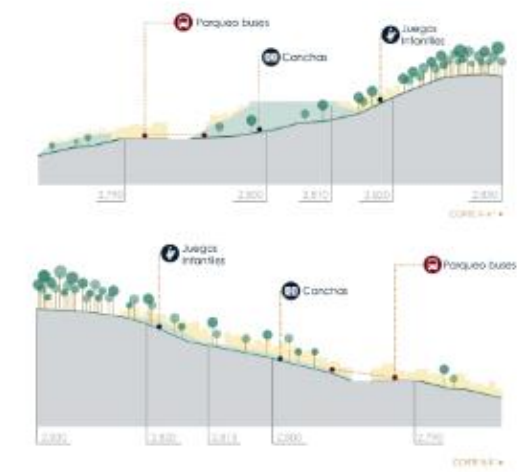 Parqueo buses
Juegos
Infantiles
Canchas
2,790
2,800
2,810
2,820
2,830
Juegos
Infantiles
Canchas
Parqueo buses
2,830
2,820
2,810
2,800
2,790